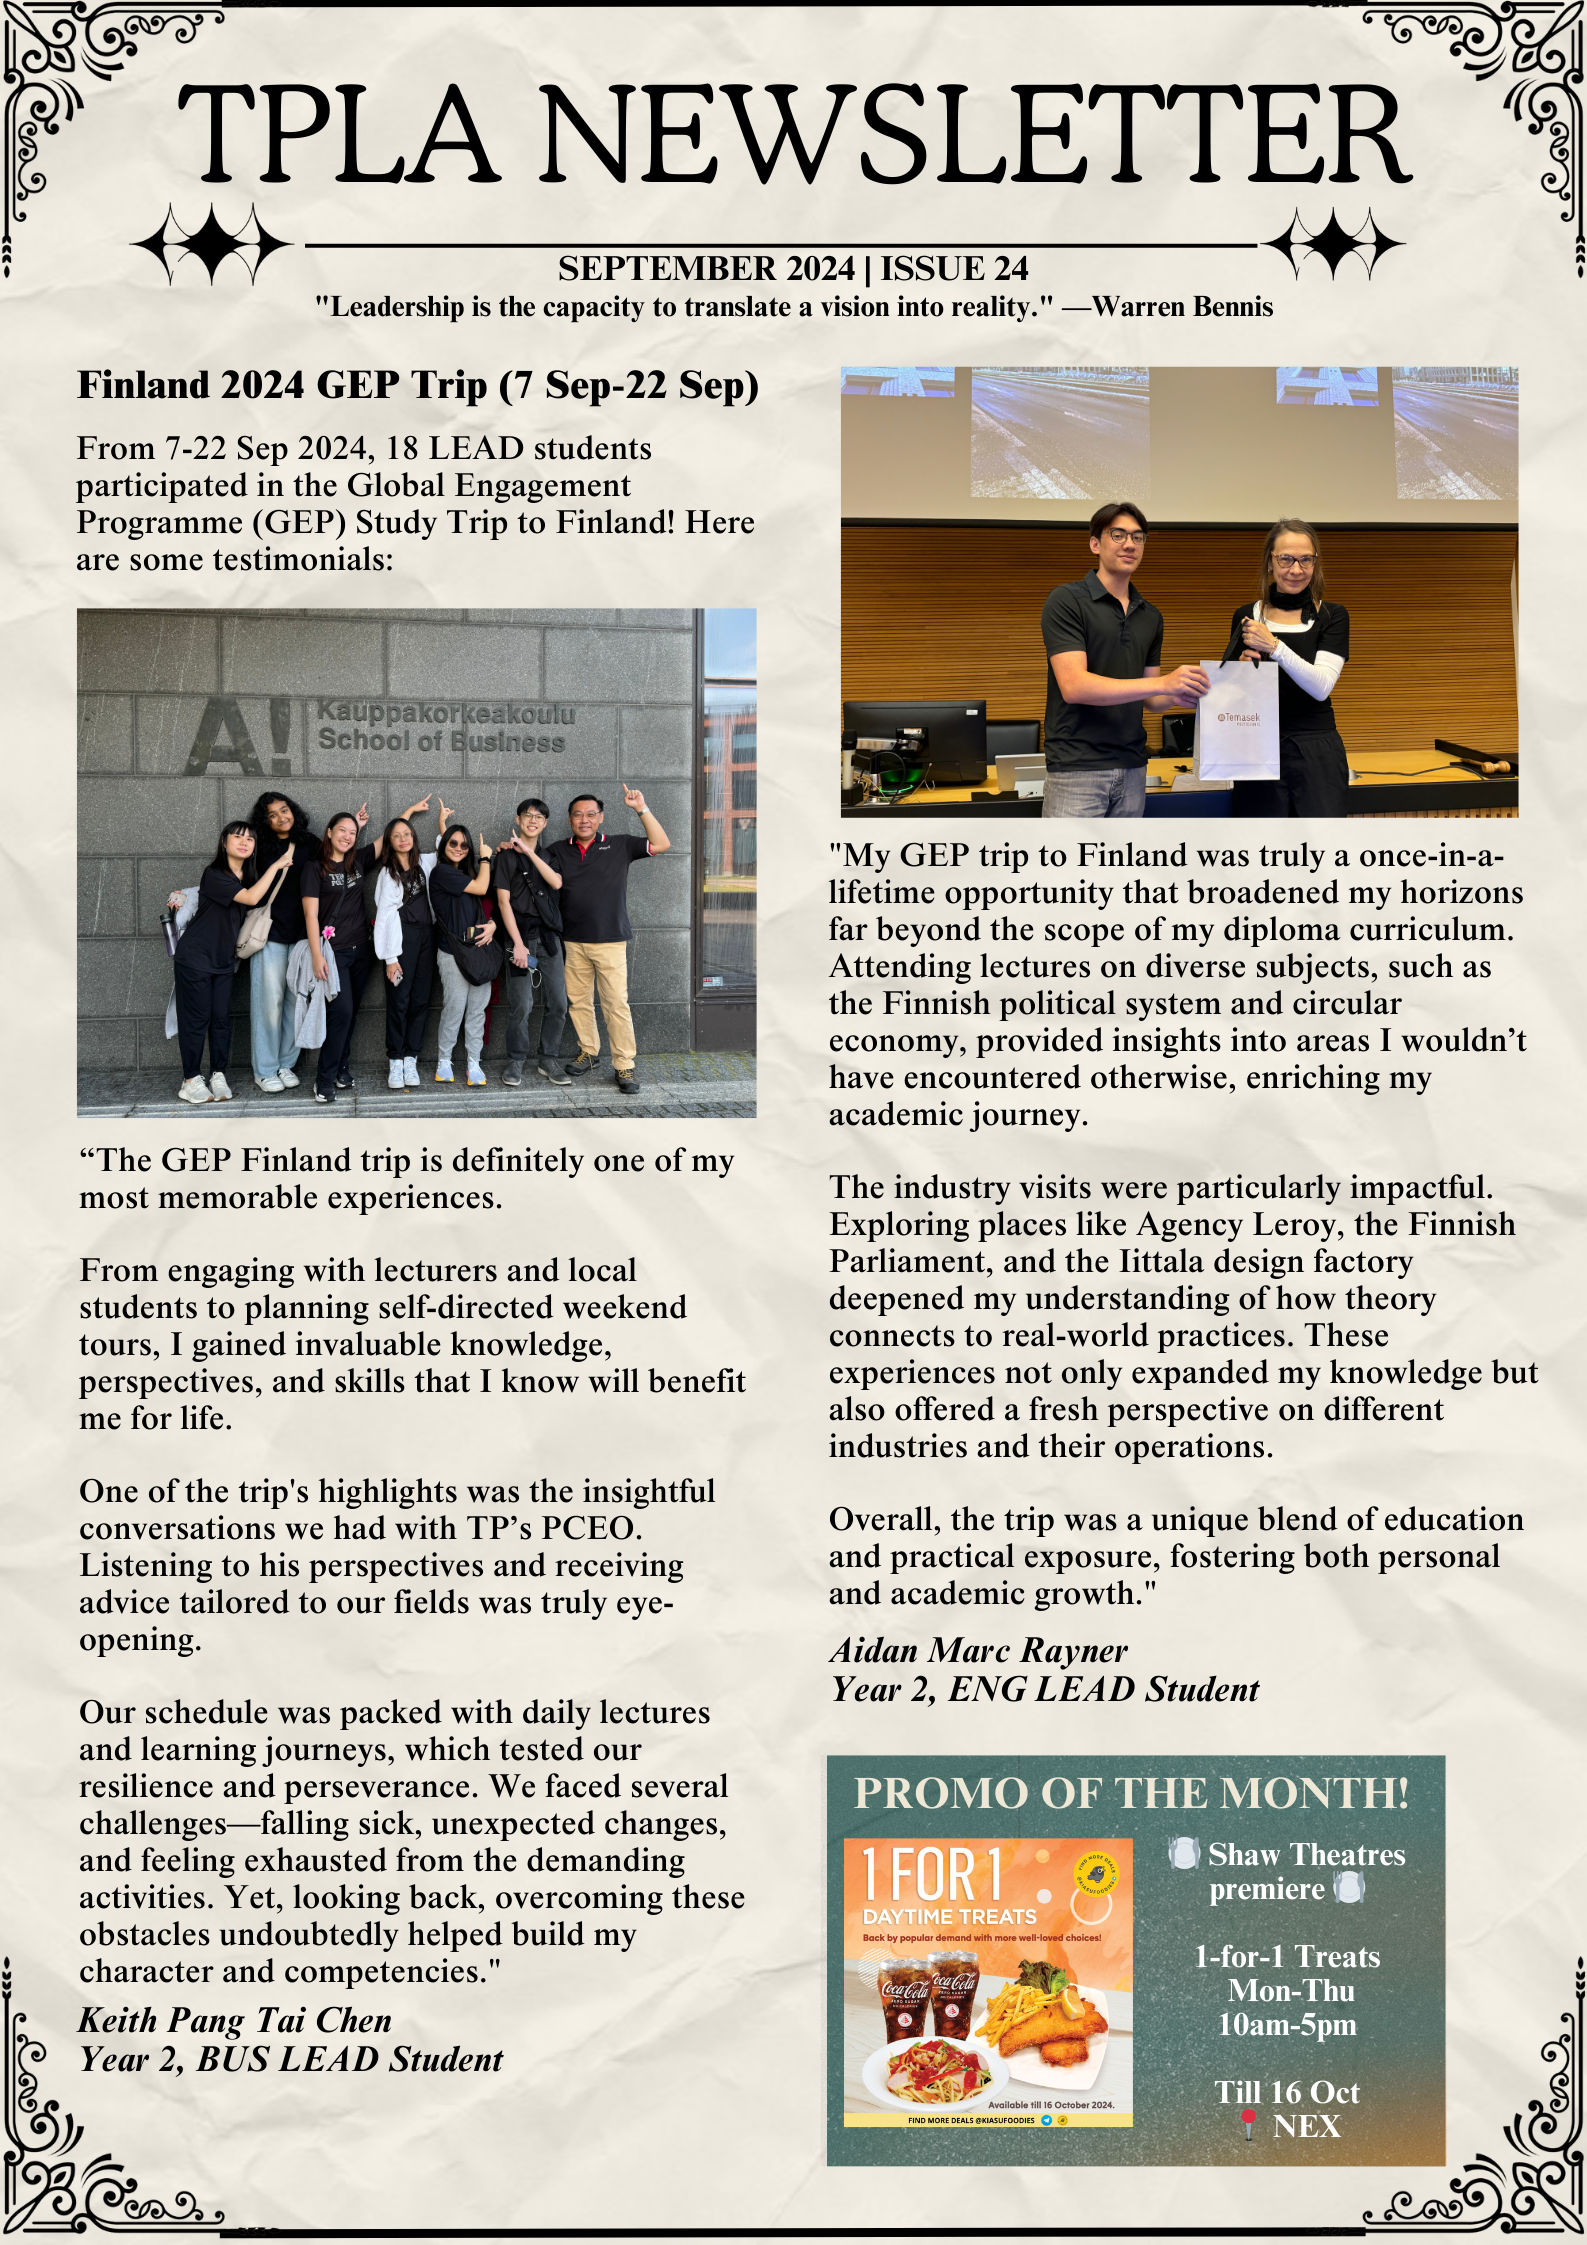 TPLA NEWSLETTER
SEPTEMBER 2024 | ISSUE 24
"Leadership is the capacity to translate a vision into reality." —Warren Bennis
Finland 2024 GEP Trip (7 Sep-22 Sep)
From 7-22 Sep 2024, 18 LEAD students
participated in the Global Engagement
Programme (GEP) Study Trip to Finland! Here
are some testimonials:
A!
Kauppakorkeakoulu
School of Business
“The GEP Finland trip is definitely one of my
most memorable experiences.
From engaging with lecturers and local
students to planning self-directed weekend
tours, I gained invaluable knowledge,
perspectives, and skills that I know will benefit
me for life.
One of the trip's highlights was the insightful
conversations we had with TP’s PCEO.
Listening to his perspectives and receiving
advice tailored to our fields was truly eye-
opening.
Our schedule was packed with daily lectures
and learning journeys, which tested our
resilience and perseverance. We faced several
challenges—falling sick, unexpected changes,
and feeling exhausted from the demanding
activities. Yet, looking back, overcoming these
obstacles undoubtedly helped build my
character and competencies."
Keith Pang Tai Chen
Year 2, BUS LEAD Student
Temasek
POLYTECHNIC
"My GEP trip to Finland was truly a once-in-a-
lifetime opportunity that broadened my horizons
far beyond the scope of my diploma curriculum.
Attending lectures on diverse subjects, such as
the Finnish political system and circular
economy, provided insights into areas I wouldn’t
have encountered otherwise, enriching my
academic journey.
The industry visits were particularly impactful.
Exploring places like Agency Leroy, the Finnish
Parliament, and the Iittala design factory
deepened my understanding of how theory
connects to real-world practices. These
experiences not only expanded my knowledge but
also offered a fresh perspective on different
industries and their operations.
Overall, the trip was a unique blend of education
and practical exposure, fostering both personal
and academic growth."
Aidan Marc Rayner
Year 2, ENG LEAD Student
PROMO OF THE MONTH!
1 FOR 1
DAYTIME TREATS
Back by popular demand with more well-loved choices!
FIND MORE DEALS @KIASUFOODIES
Coca-Cola
ZERO SUGAR
NO CALORIES
Coca-Cola
ZERO SUGAR
NO CALORIES
Available till 16 October 2024.
FIND MORE DEALS @KIASUFOODIES
🍽️ Shaw Theatres
premiere 🍽️
1-for-1 Treats
Mon-Thu
10am-5pm
Till 16 Oct
📍 NEX